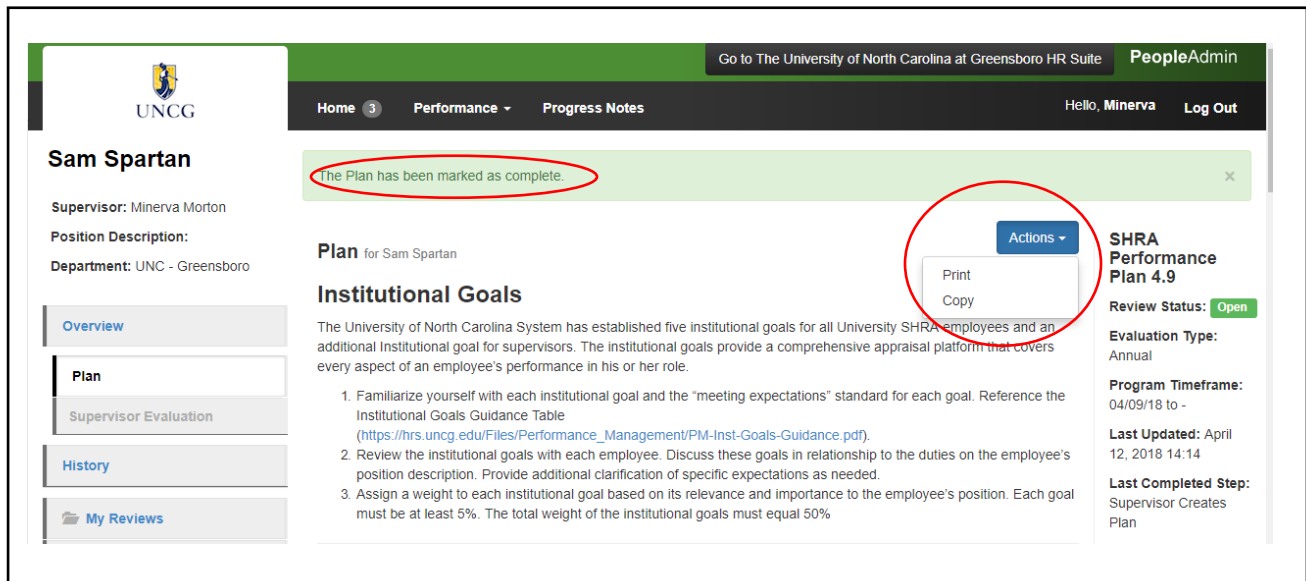 Go to The University of North Carolina at Greensboro HR Suite
PeopleAdmin
UNCG
Home 3 Performance Progress Notes
Hello, Minerva Log Out
Sam Spartan
Supervisor: Minerva Morton
Position Description:
Department: UNC - Greensboro
Overview
Plan
Supervisor Evaluation
History
My Reviews
The Plan has been marked as complete.
×
Plan for Sam Spartan
Actions
Print
Copy
Institutional Goals
The University of North Carolina System has established five institutional goals for all University SHRA employees and an
additional Institutional goal for supervisors. The institutional goals provide a comprehensive appraisal platform that covers
every aspect of an employee's performance in his or her role.
1. Familiarize yourself with each institutional goal and the “meeting expectations” standard for each goal. Reference the
Institutional Goals Guidance Table
(https://hrs.uncg.edu/Files/Performance_Management/PM-Inst-Goals-Guidance.pdf).
2. Review the institutional goals with each employee. Discuss these goals in relationship to the duties on the employee's
position description. Provide additional clarification of specific expectations as needed.
3. Assign a weight to each institutional goal based on its relevance and importance to the employee's position. Each goal
must be at least 5%. The total weight of the institutional goals must equal 50%
SHRA
Performance
Plan 4.9
Review Status: Open
Evaluation Type:
Annual
Program Timeframe:
04/09/18 to -
Last Updated: April
12, 2018 14:14
Last Completed Step:
Supervisor Creates
Plan